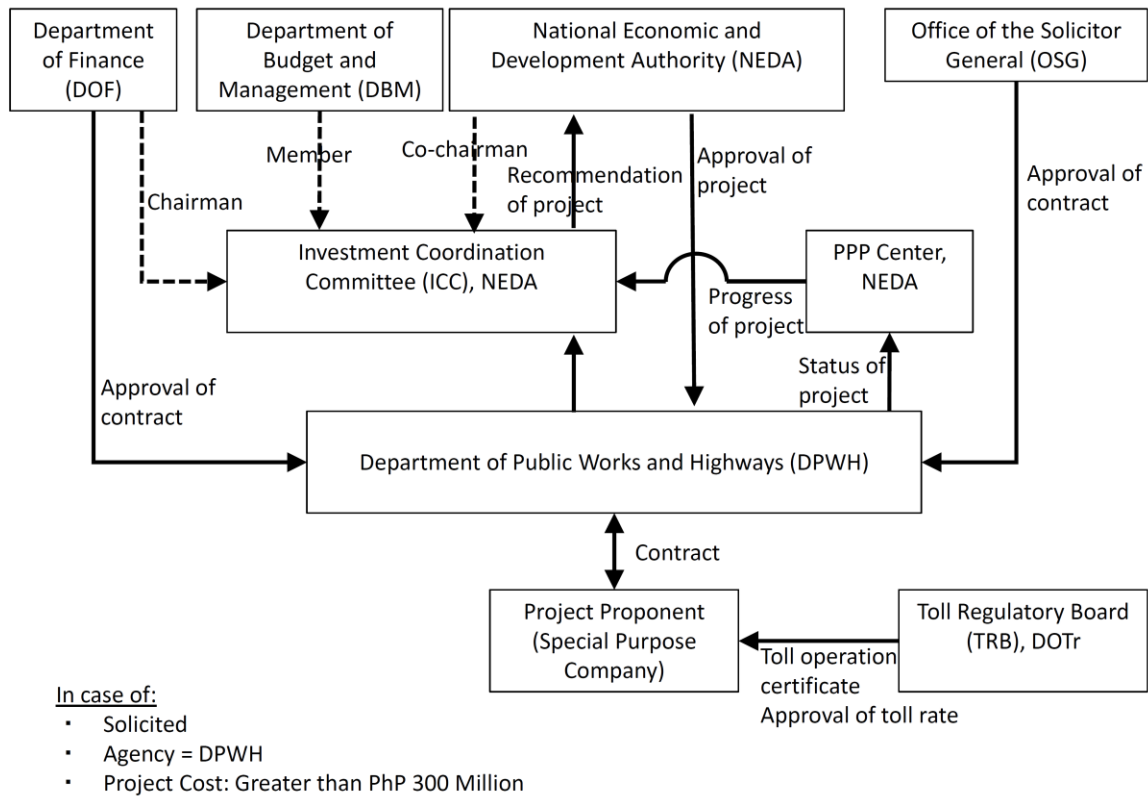 Department
of Finance
(DOF)
Department of
Budget and
Management (DBM)
National Economic and
Development Authority (NEDA)
Office of the Solicitor
General (OSG)
Member
Co-chairman
Chairman
Recommendation
of project
Approval of
project
Approval of
contract
Investment Coordination
Committee (ICC), NEDA
PPP Center,
NEDA
Progress
of project
Status of
project
Approval of
contract
Department of Public Works and Highways (DPWH)
Contract
Project Proponent
(Special Purpose
Company)
Toll Regulatory Board
(TRB), DOTr
Toll operation
certificate
Approval of toll rate
In case of:
・ Solicited
・ Agency = DPWH
・ Project Cost: Greater than PhP 300 Million